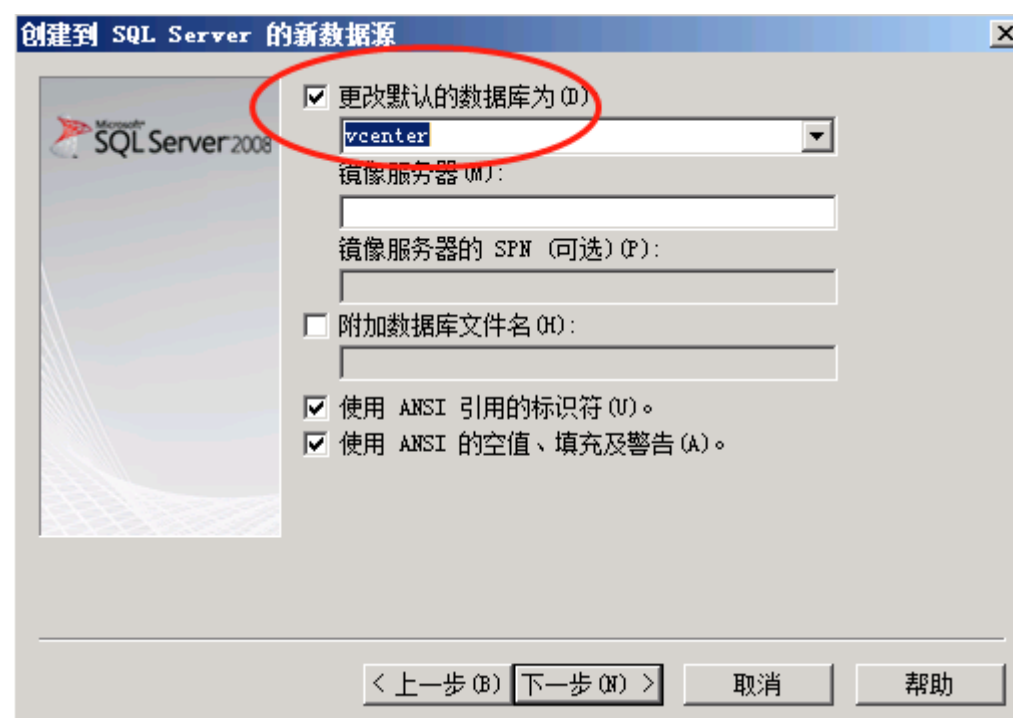 创建到 SQL Server 的新数据源
Microsoft
SQL Server 2008
更改默认的数据库为(D)
vcenter
镜像服务器(M):
镜像服务器的 SPN (可选)(P):
附加数据库文件名(H):
使用 ANSI 引用的标识符(U)。
使用 ANSI 的空值、填充及警告(A)。
< 上一步(B) 下一步(N) > 取消 帮助